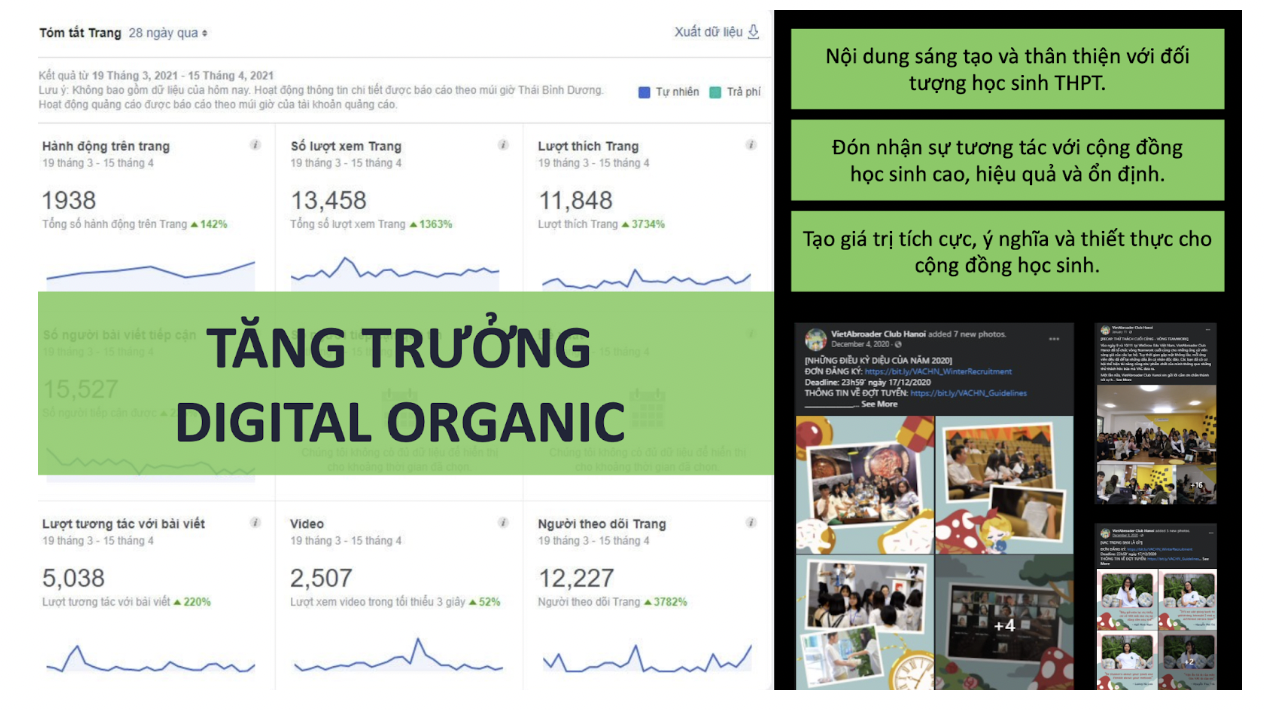 Tóm tắt Trang 28 ngày qua
Xuất dữ liệu
Kết quả từ 19 Tháng 3, 2021 - 15 Tháng 4, 2021
Lưu ý: Không bao gồm dữ liệu của hôm nay. Hoạt động thông tin chi tiết được báo cáo theo múi giờ Thái Bình Dương.
Hoạt động quảng cáo được báo cáo theo múi giờ của tài khoản quảng cáo.
Tự nhiên Trả phí
Hành động trên trang
19 tháng 3 - 15 tháng 4
1938
Tổng số hành động trên Trang ▲142%
Số lượt xem Trang
19 tháng 3 - 15 tháng 4
13,458
Tổng số lượt xem Trang ▲1363%
Lượt thích Trang
19 tháng 3 - 15 tháng 4
11,848
Lượt thích Trang ▲3734%
Số người bài viết tiếp cận
15,527
Số người tiếp cận được
TĂNG TRƯỞNG
DIGITAL ORGANIC
Chúng tôi không có đủ dữ liệu để hiển thị
cho khoảng thời gian đã chọn.
Chúng tôi không có đủ dữ liệu để hiển thị
cho khoảng thời gian đã chọn.
Lượt tương tác với bài viết
19 tháng 3 - 15 tháng 4
5,038
Lượt tương tác với bài viết ▲220%
Video
19 tháng 3 - 15 tháng 4
2,507
Lượt xem video trong tối thiểu 3 giây ▲52%
Người theo dõi Trang
19 tháng 3 - 15 tháng 4
12,227
Người theo dõi Trang ▲3782%
Nội dung sáng tạo và thân thiện với đối
tượng học sinh THPT.
Đón nhận sự tương tác với cộng đồng
học sinh cao, hiệu quả và ổn định.
Tạo giá trị tích cực, ý nghĩa và thiết thực cho
cộng đồng học sinh.
VietAbroader Club Hanoi added 7 new photos.
December 4, 2020
[NHỮNG ĐIỀU KỲ DIỆU CỦA NĂM 2020]
ĐƠN ĐĂNG KÝ: https://bit.ly/VACHN_WinterRecruitment
Deadline: 23h59' ngày 17/12/2020
THÔNG TIN VỀ ĐỢT TUYỂN: https://bit.ly/VACHN_Guidelines
... See More
+4
VietAbroader Club Hanoi
+16
VietAbroader Club Hanoi added 7 new photos.
+2